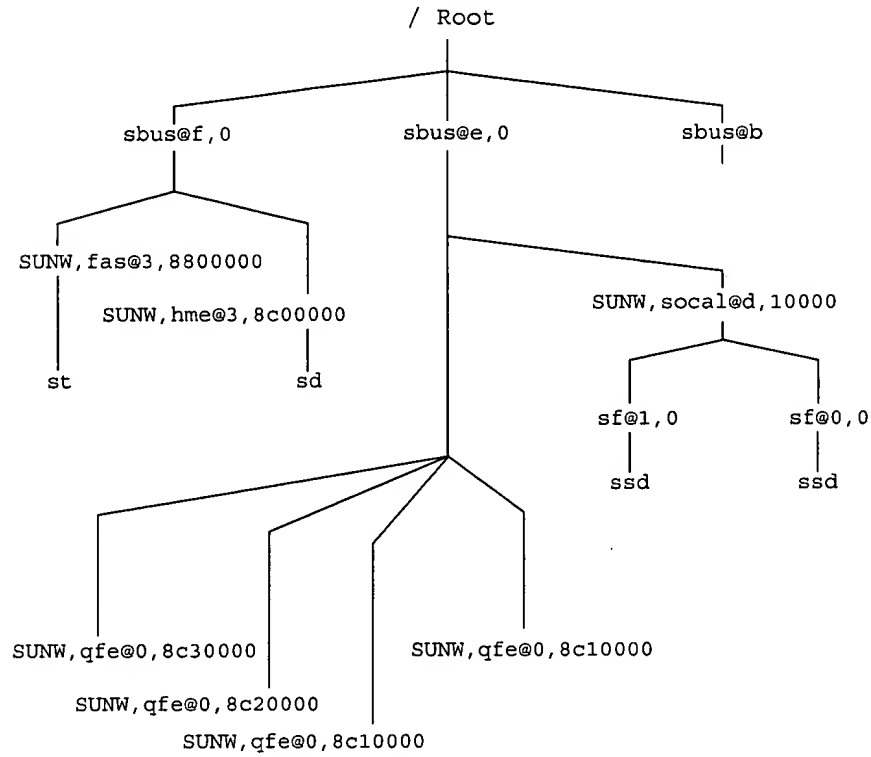 / Root
sbus@f,0
sbus@e,0
sbus@b
SUNW,fas@3,8800000
SUNW,hme@3,8c00000
SUNW,socal@d,10000
st
sd
sf@1,0
sf@0,0
ssd
ssd
SUNW,qfe@0,8c30000
SUNW,qfe@0,8c10000
SUNW,qfe@0,8c20000
SUNW,qfe@0,8c10000